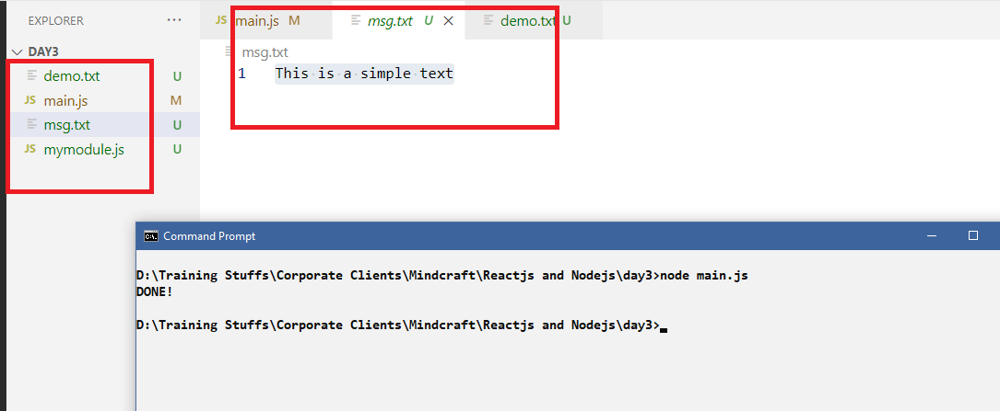 EXPLORER ...
DAY3
demo.txt U
JS main.js M
msg.txt U
JS mymodule.js U
JS main.js M msg.txt U × demo.txt U
msg.txt
1 This is a simple text
C:\. Command Prompt
D:\Training Stuffs\Corporate Clients\Mindcraft\Reactjs and Nodejs\day3>node main.js
DONE!
D:\Training Stuffs\Corporate Clients\Mindcraft\Reactjs and Nodejs\day3>